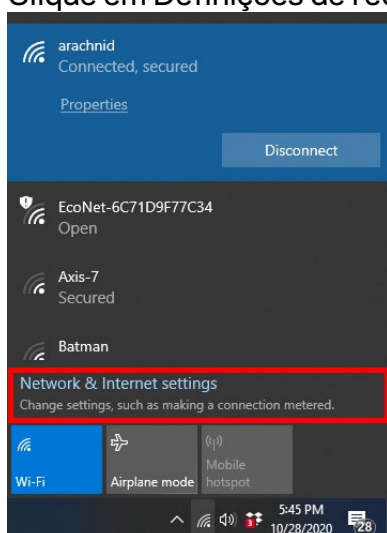 Clique em Definições de re
arachnid
Connected, secured
Properties
Disconnect
EcoNet-6C71D9F77C34
Open
Axis-7
Secured
Batman
Network & Internet settings
Change settings, such as making a connection metered.
Wi-Fi
Airplane mode
Mobile
hotspot
5:45 PM
10/28/2020
28